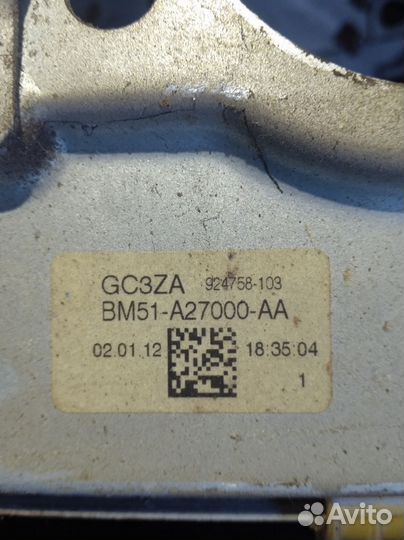 GC3ZA 924758-103
BM51-A27000-AA
02.01.12 18:35:04
1
Avito